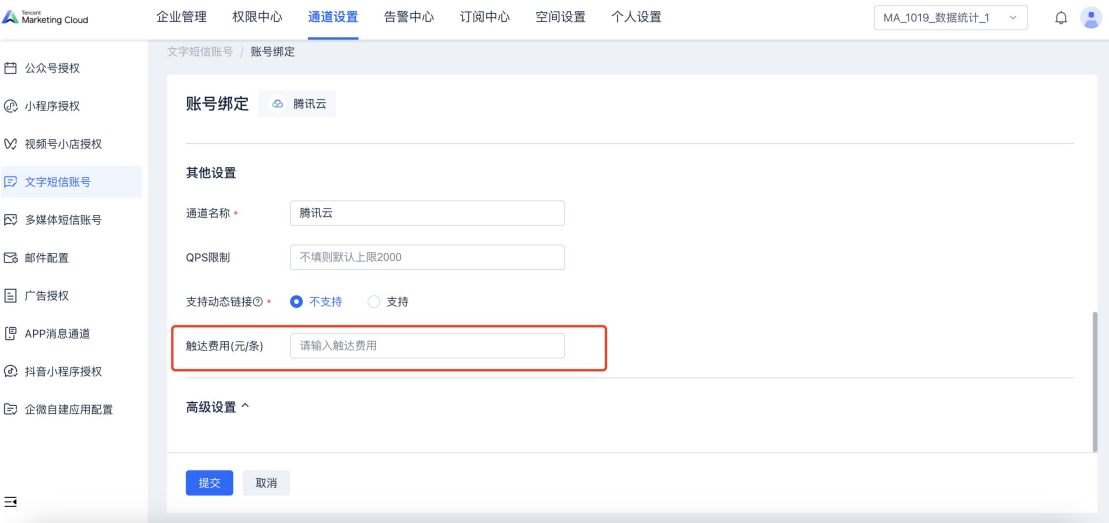 Tencent
Marketing Cloud
企业管理 权限中心 通道设置 告警中心 订阅中心 空间设置 个人设置 MA_1019_数据统计_1
文字短信账号 / 账号绑定
公众号授权
小程序授权
视频号小店授权
文字短信账号
多媒体短信账号
邮件配置
广告授权
APP消息通道
抖音小程序授权
企微自建应用配置
账号绑定 腾讯云
其他设置
通道名称 * 腾讯云
QPS限制 不填则默认上限2000
支持动态链接 * 不支持 支持
触达费用(元/条) 请输入触达费用
高级设置
提交 取消